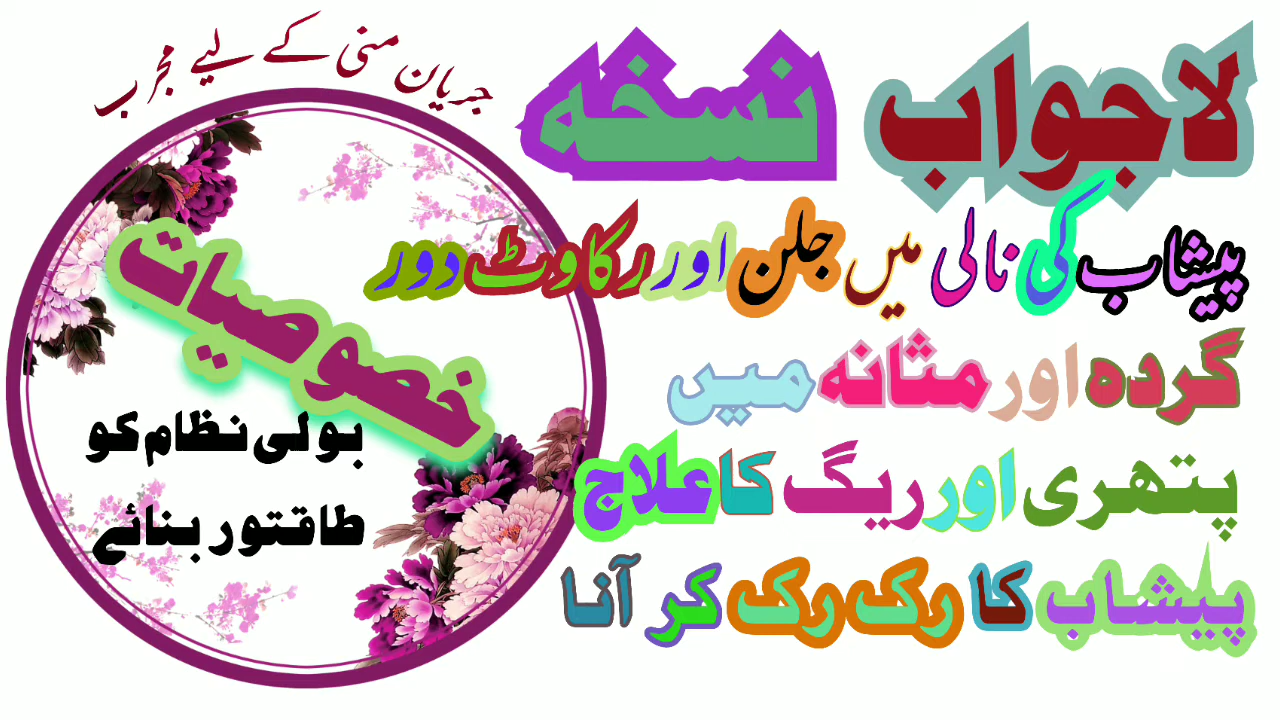 لاجواب نسخہ
پیشاب کی نالی میں جلن اور رکاوٹ دور
گردہ اور مثانہ میں
پتھری اور ریگ کا علاج
پیشاب کا رک رک کر آنا
جریان منی کے لیے مجرب
خصوصیات
بولی نظام کو
طاقتور بنائے